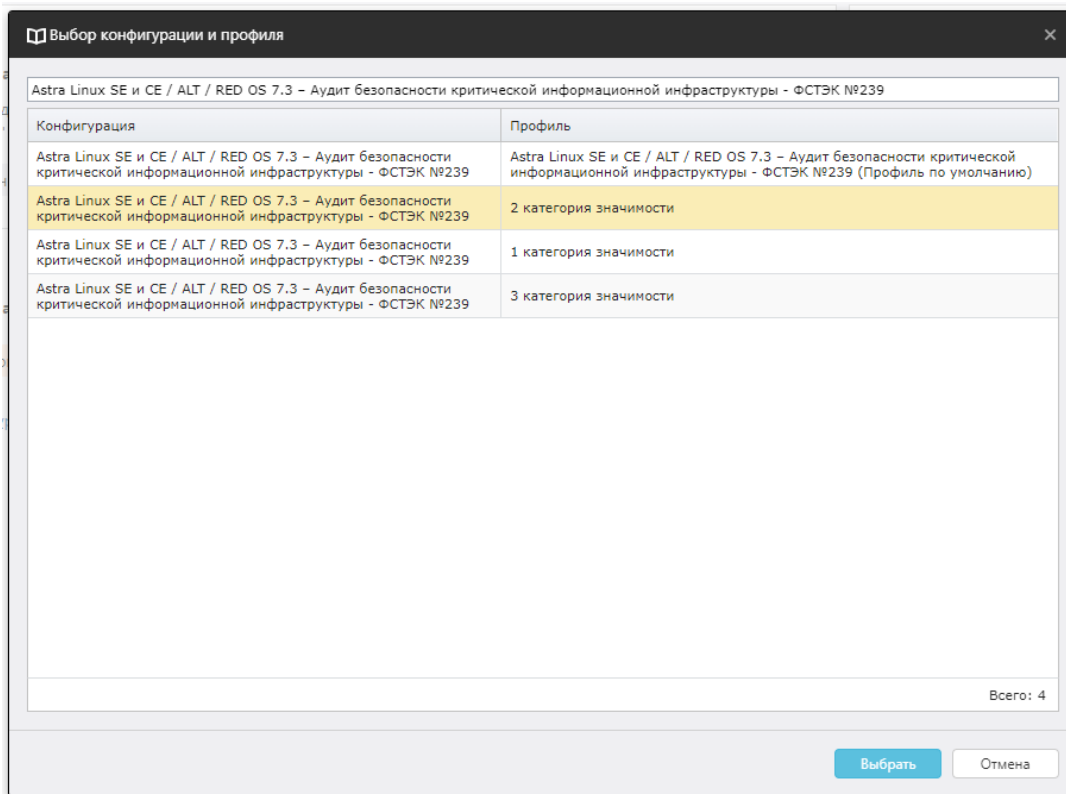 Выбор конфигурации и профиля
Astra Linux SE и CE / ALT / RED OS 7.3 – Аудит безопасности критической информационной инфраструктуры - ФСТЭК №239
Конфигурация
Профиль
Astra Linux SE и CE / ALT / RED OS 7.3 – Аудит безопасности
критической информационной инфраструктуры - ФСТЭК №239
Astra Linux SE и CE / ALT / RED OS 7.3 – Аудит безопасности критической
информационной инфраструктуры - ФСТЭК №239 (Профиль по умолчанию)
Astra Linux SE и CE / ALT / RED OS 7.3 – Аудит безопасности
критической информационной инфраструктуры - ФСТЭК №239
2 категория значимости
Astra Linux SE и CE / ALT / RED OS 7.3 – Аудит безопасности
критической информационной инфраструктуры - ФСТЭК №239
1 категория значимости
Astra Linux SE и CE / ALT / RED OS 7.3 – Аудит безопасности
критической информационной инфраструктуры - ФСТЭК №239
3 категория значимости
Всего: 4
Выбрать
Отмена